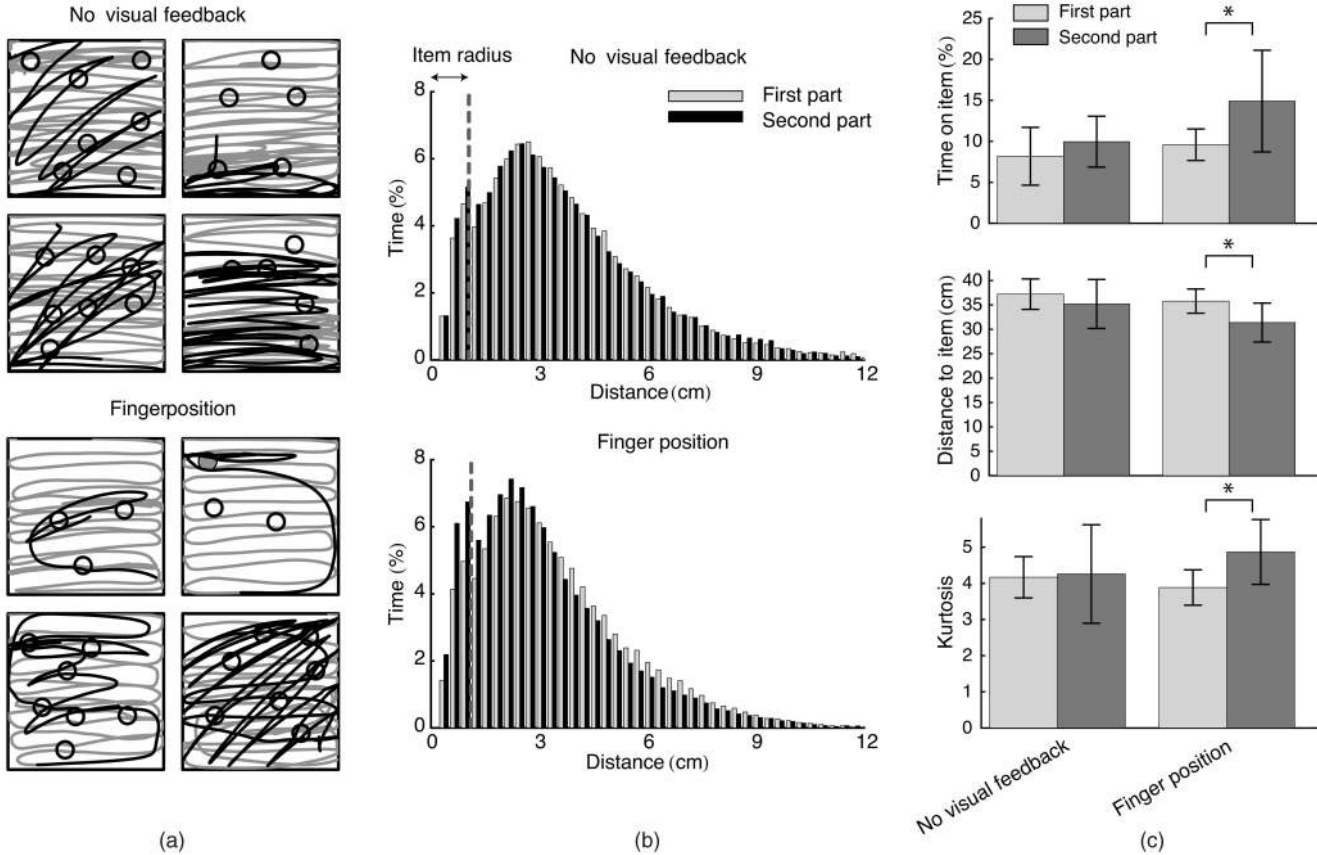 No visual feedback
Fingerposition
(a)
Item radius
No visual feedback
First part
Second part
8
6
4
2
0
Time (%)
0
3
6
9
12
Distance (cm)
Finger position
8
6
4
2
0
Time (%)
0
3
6
9
12
Distance (cm)
(b)
First part
Second part
*
25
20
15
10
5
0
Time on item (%)
*
40
35
30
25
30
25
10
5
0
Distance to item (cm)
*
5
4
3
2
1
0
Kurtosis
No visual feedback
Finger position
(c)